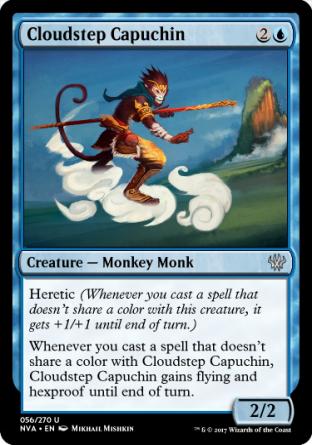 Cloudstep Capuchin 2
Creature — Monkey Monk
Heretic (Whenever you cast a spell that
doesn't share a color with this creature, it
gets +1/+1 until end of turn.)
Whenever you cast a spell that doesn't
share a color with Cloudstep Capuchin,
Cloudstep Capuchin gains flying and
hexproof until end of turn.
2/2
056/270 U
NVA • EN Mikhail Mishkin
™ & © 2017 Wizards of the Coast